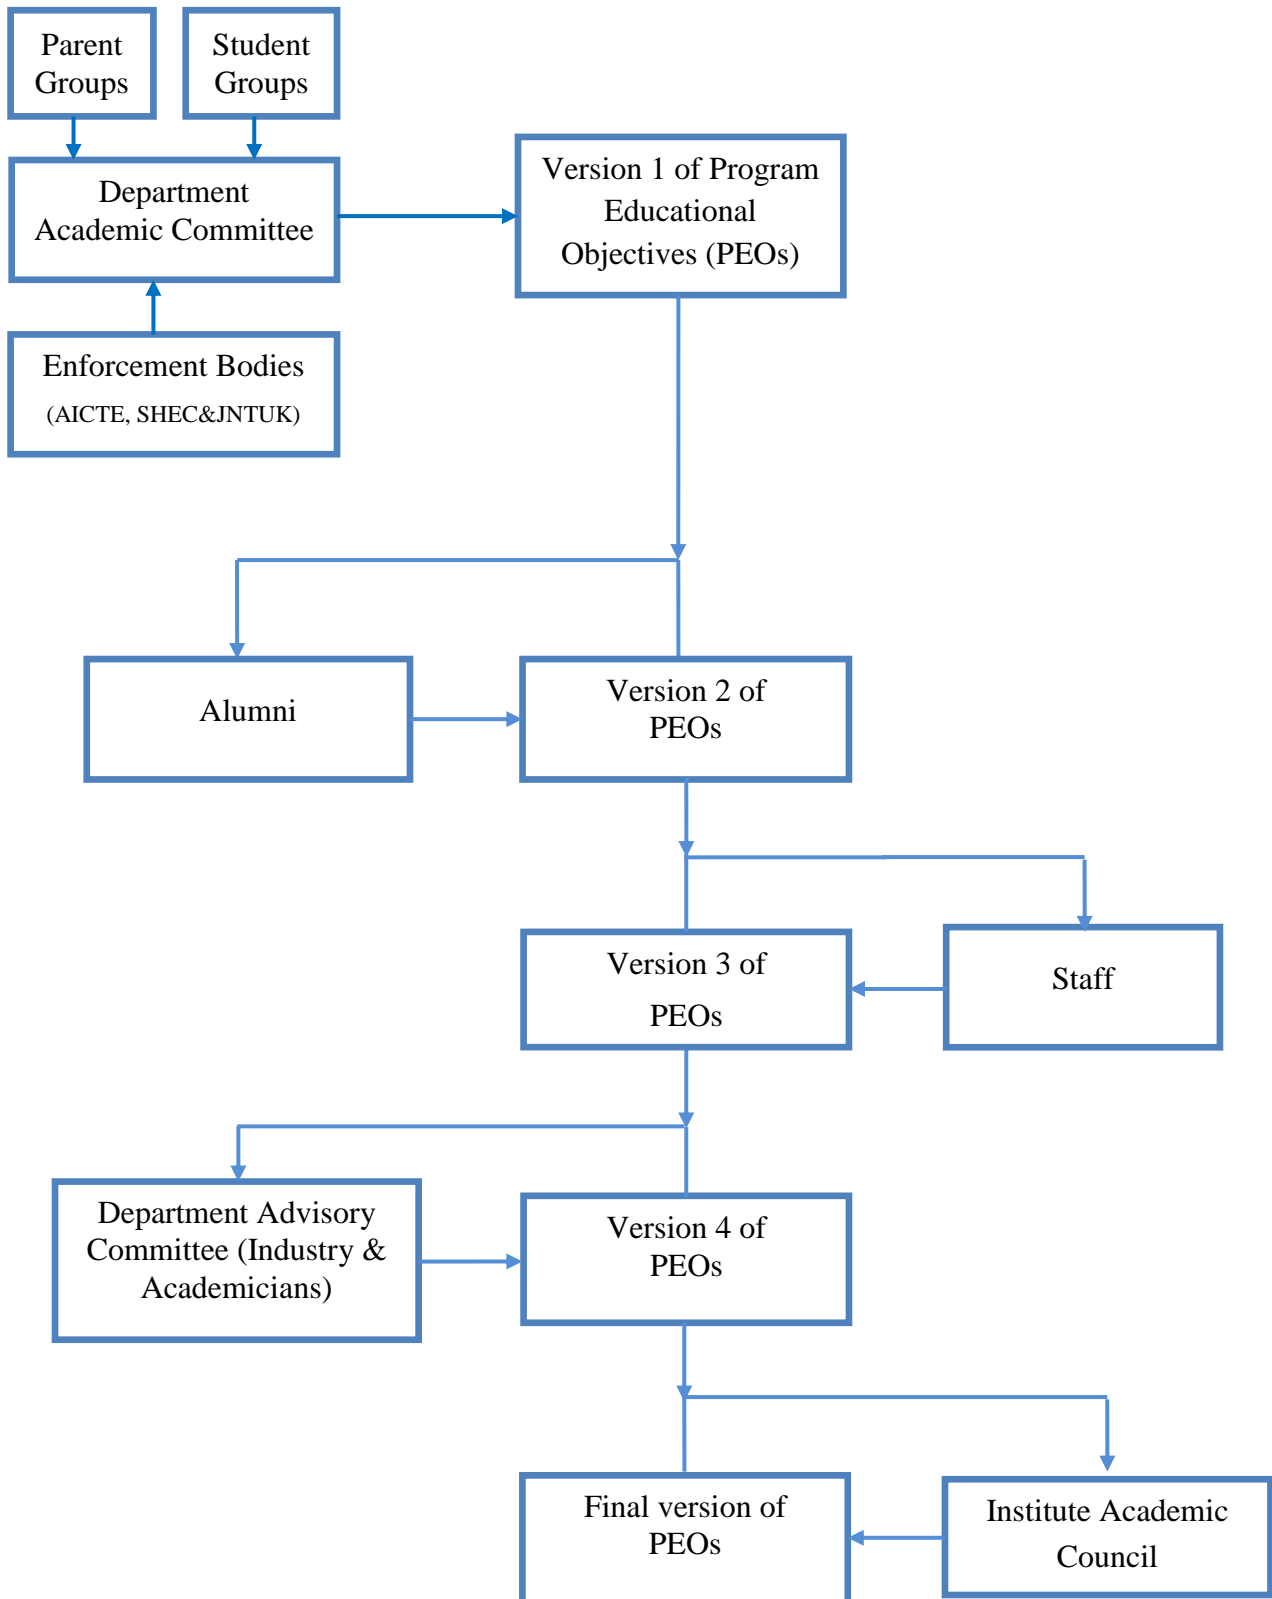 Parent
Groups
Student
Groups
Department
Academic Committee
Version 1 of Program
Educational
Objectives (PEOs)
Enforcement Bodies
(AICTE, SHEC&JNTUK)
Alumni
Version 2 of
PEOs
Version 3 of
PEOs
Staff
Department Advisory
Committee (Industry &
Academicians)
Version 4 of
PEOs
Final version of
PEOs
Institute Academic
Council